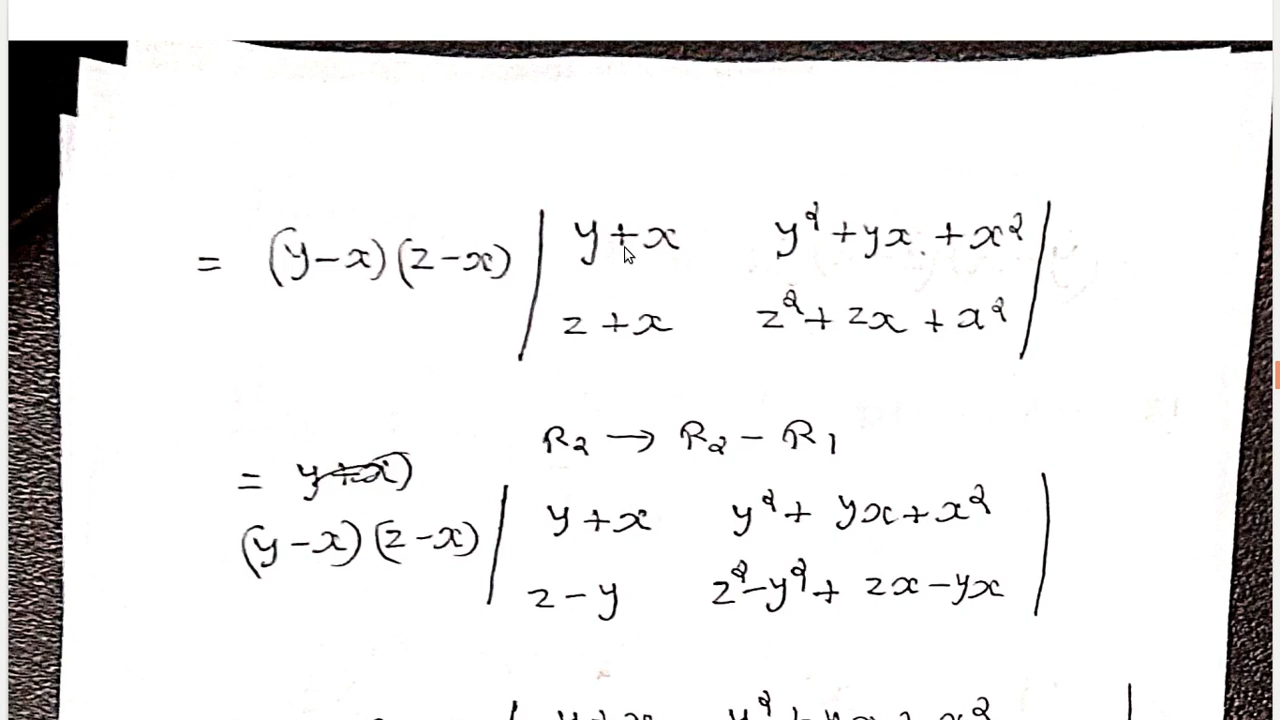 = (y-x)(z-x) | y+x y²+yx+x² |
| z+x z²+zx+x² |
R₂ → R₂ - R₁
= y+x)
(y-x)(z-x) | y+x y²+yx+x² |
| z-y z²-y²+zx-yx |